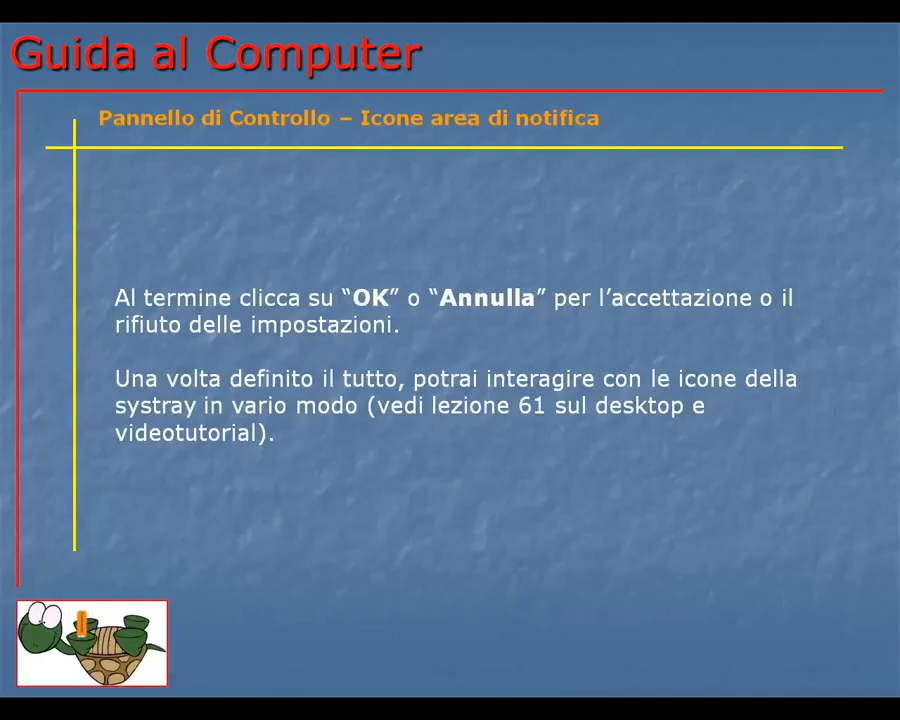 Guida al Computer
Pannello di Controllo – Icone area di notifica
Al termine clicca su “OK” o “Annulla” per l’accettazione o il
rifiuto delle impostazioni.
Una volta definito il tutto, potrai interagire con le icone della
systray in vario modo (vedi lezione 61 sul desktop e
videotutorial).